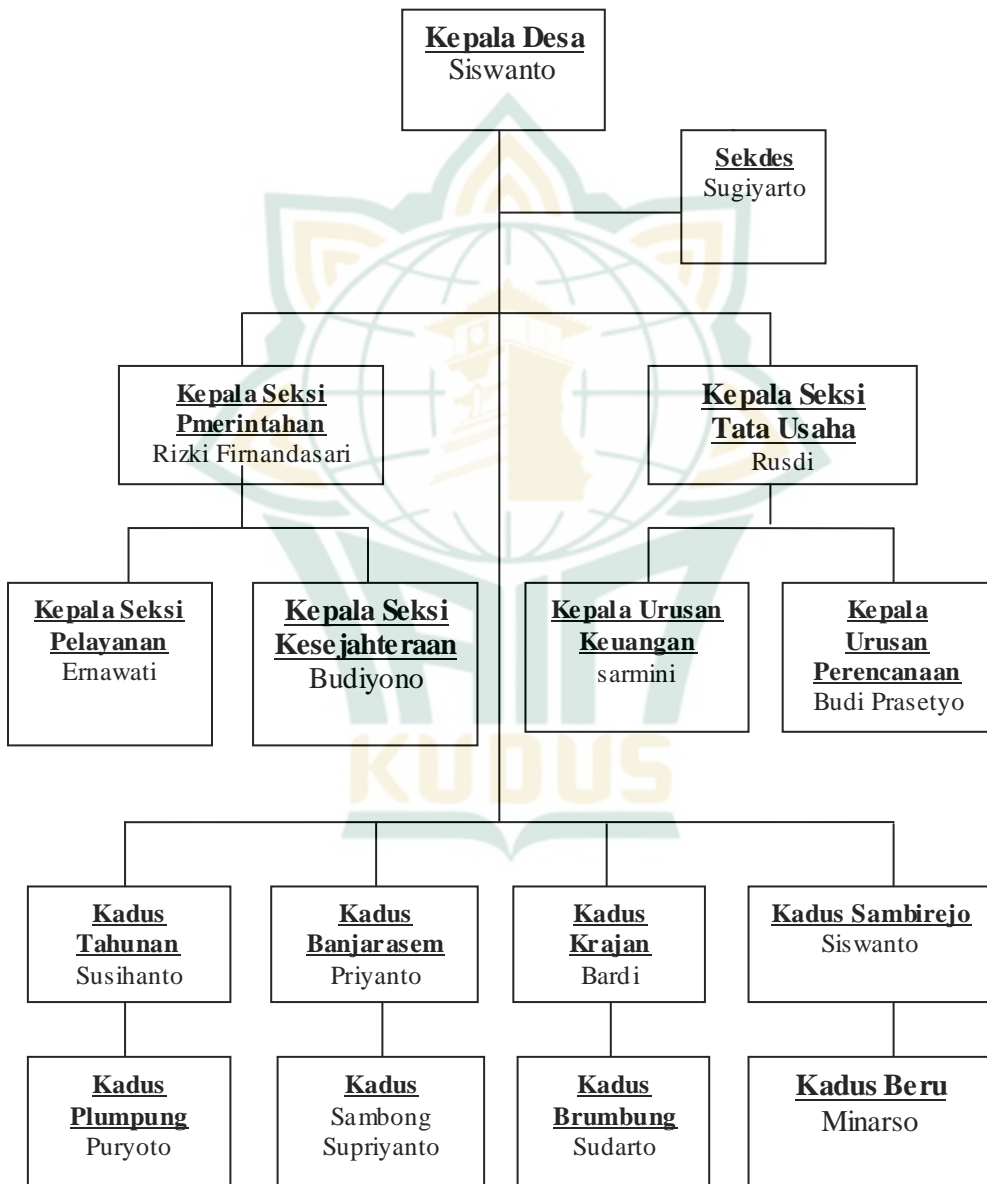 Kepala Desa
Siswanto
Sekdes
Sugiyarto
Kepala Seksi
Pmerintahan
Rizki Firnandasari
Kepala Seksi
Tata Usaha
Rusdi
Kepala Seksi
Pelayanan
Ernawati
Kepala Seksi
Kesejahteraan
Budiyono
Kepala Urusan
Keuangan
sarmini
Kepala
Urusan
Perencanaan
Budi Prasetyo
KUDUS
Kadus
Tahunan
Susihanto
Kadus
Banjarasem
Priyanto
Kadus
Krajan
Bardi
Kadus Sambirejo
Siswanto
Kadus
Plumpung
Puryoto
Kadus
Sambong
Supriyanto
Kadus
Brumbung
Sudarto
Kadus Beru
Minarso